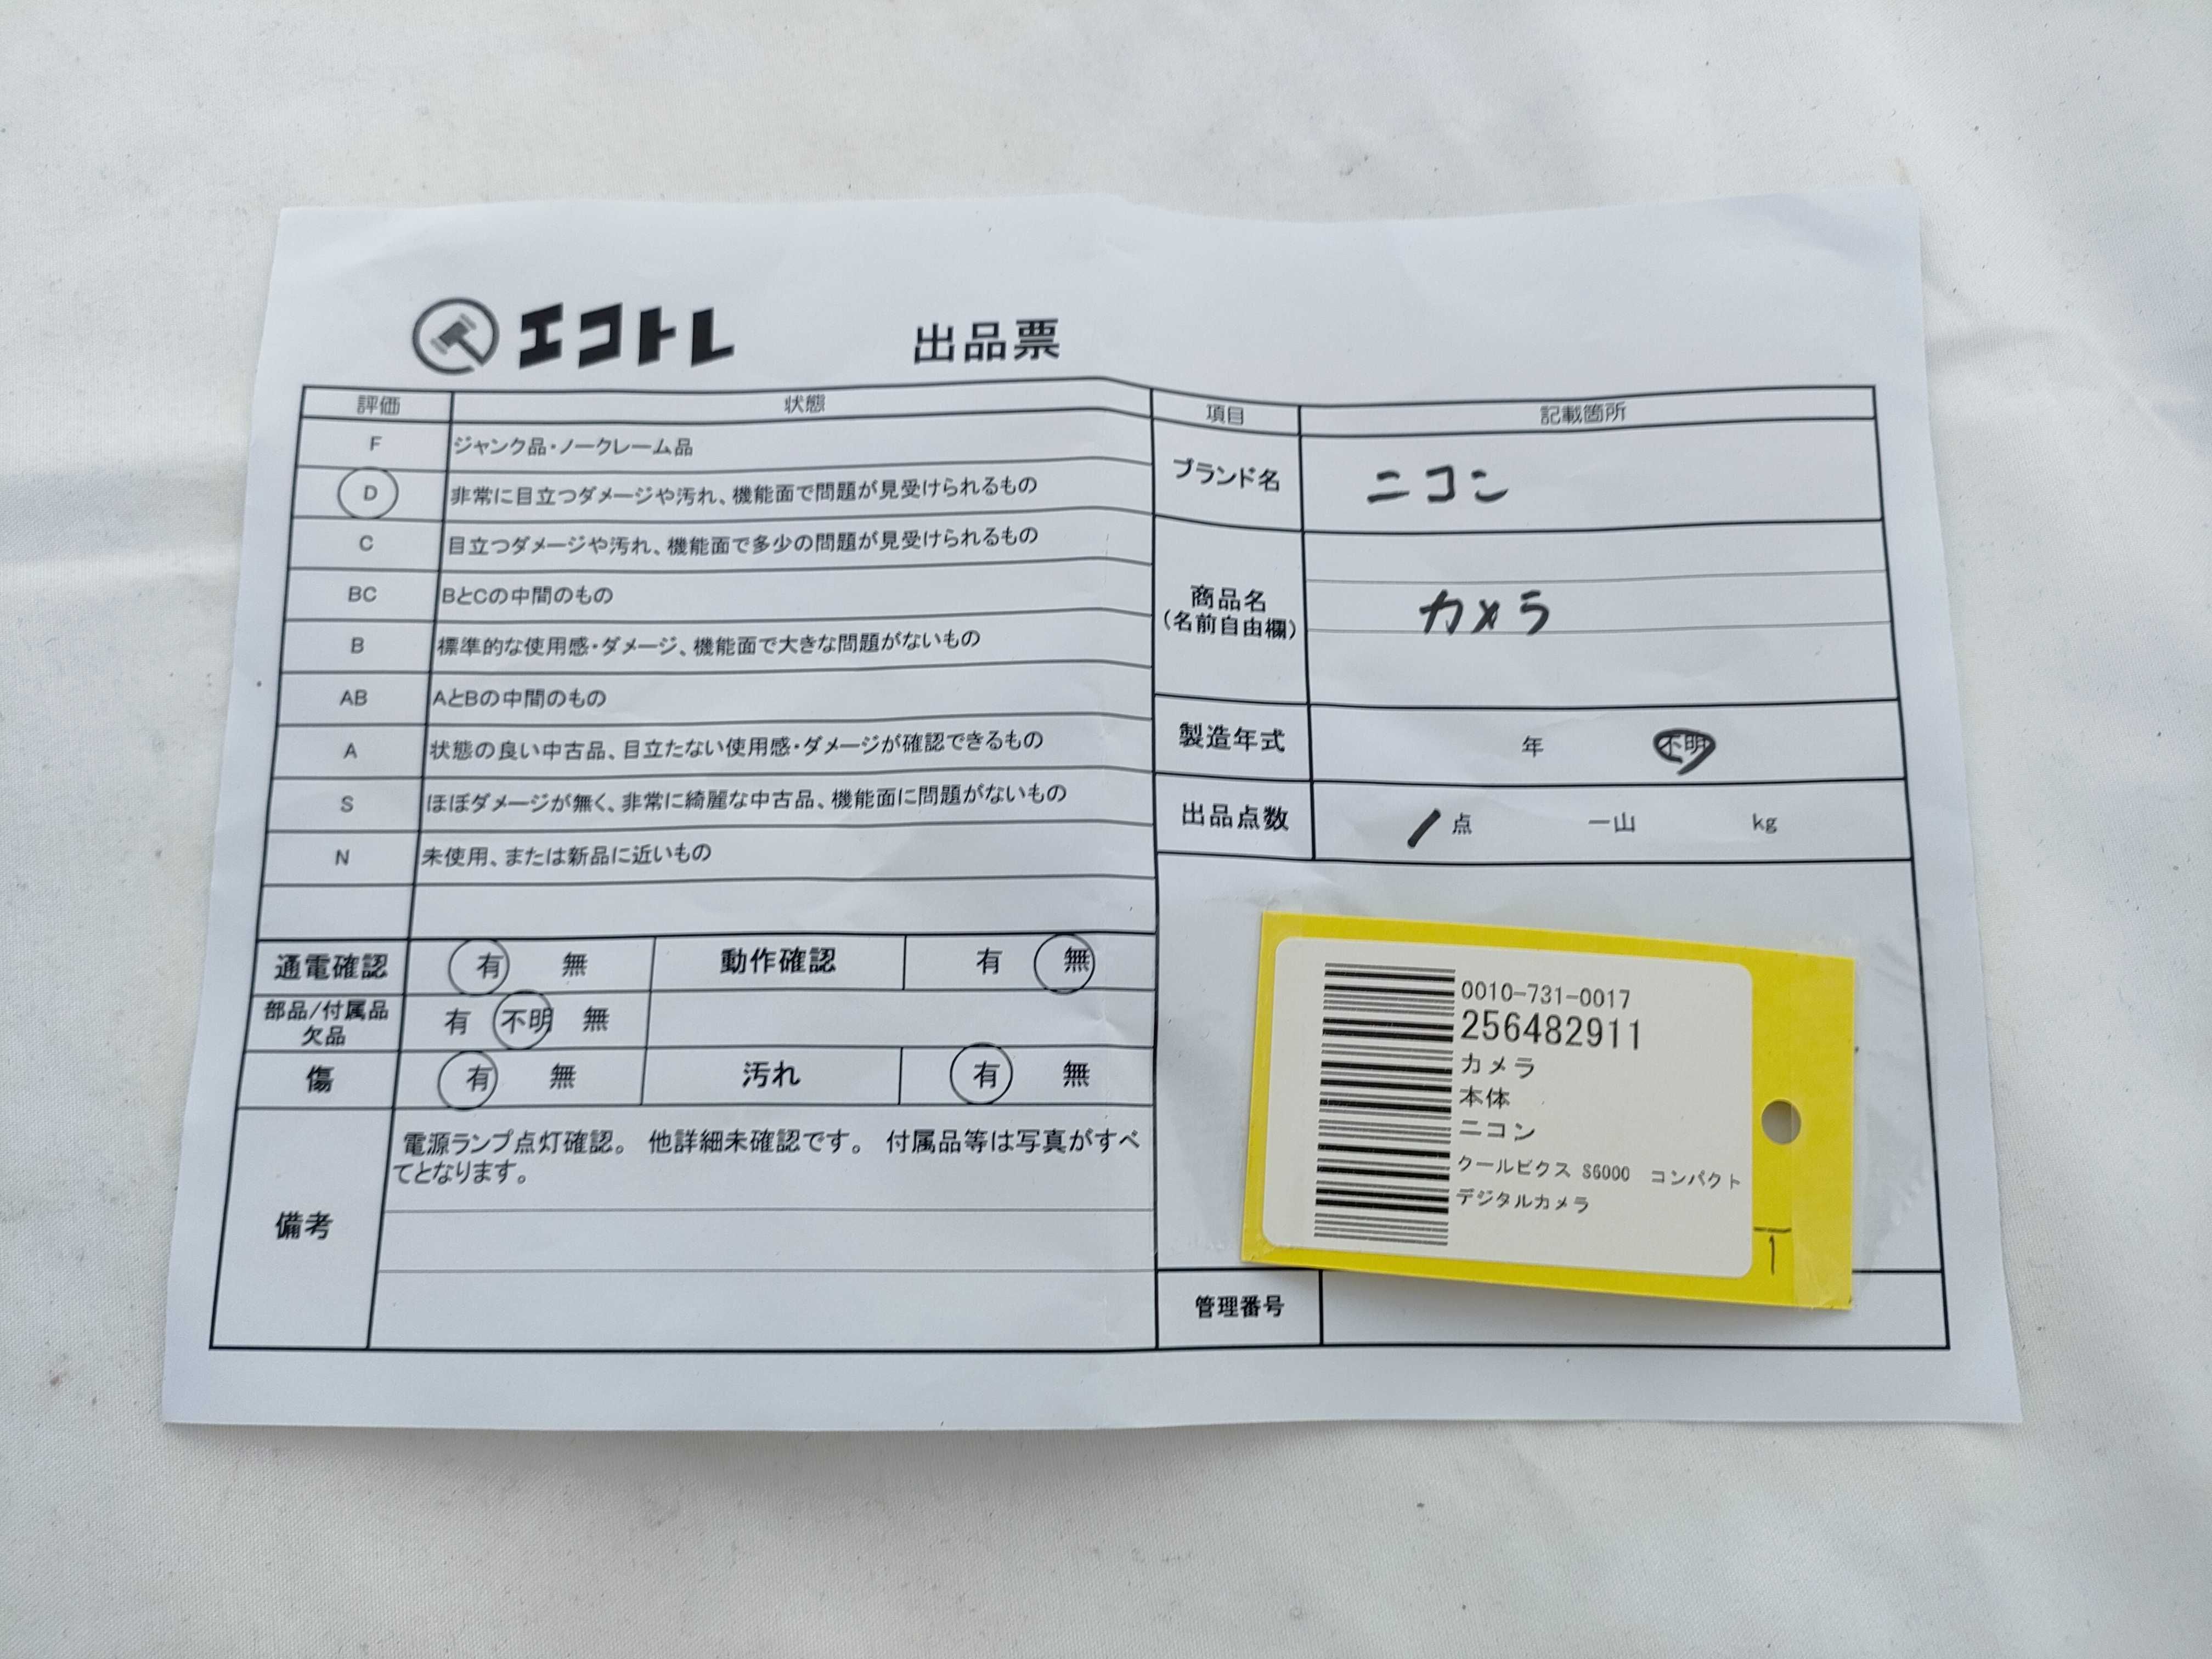 エコトレ 出品票
評価 状態
F ジャンク品・ノークレーム品
D 非常に目立つダメージや汚れ、機能面で問題が見受けられるもの
C 目立つダメージや汚れ、機能面で多少の問題が見受けられるもの
BC BとCの中間のもの
B 標準的な使用感・ダメージ、機能面で大きな問題がないもの
AB AとBの中間のもの
A 状態の良い中古品、目立たない使用感・ダメージが確認できるもの
S ほぼダメージが無く、非常に綺麗な中古品、機能面に問題がないもの
N 未使用、または新品に近いもの
通電確認 有 無 動作確認 有 無
部品/付属品 有 不明 無
欠品
傷 有 無 汚れ 有 無
備考
電源ランプ点灯確認。 他詳細未確認です。 付属品等は写真がすべ
てとなります。
項目 記載箇所
ブランド名 ニコン
商品名
(名前自由欄)
カメラ
製造年式 年 不明
出品点数 1 点 一山 kg
0010-731-0017
256482911
カメラ
本体
ニコン
クールピクス S6000 コンパクト
デジタルカメラ
1
管理番号